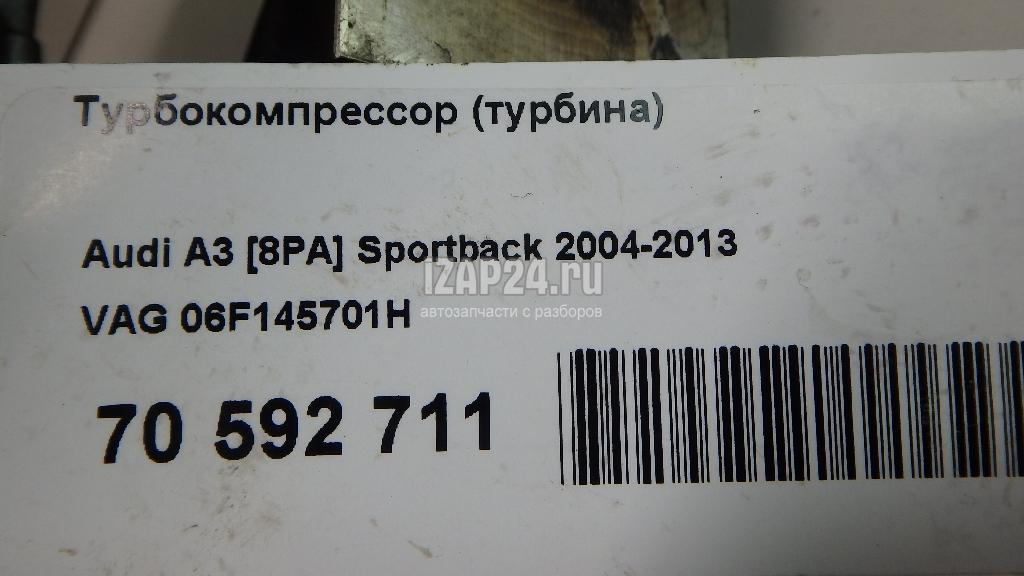 Турбокомпрессор (турбина)
Audi A3 [8PA] Sportback 2004-2013
IZAP24.ru
VAG 06F145701H
автозапчасти с разборов
70 592 711